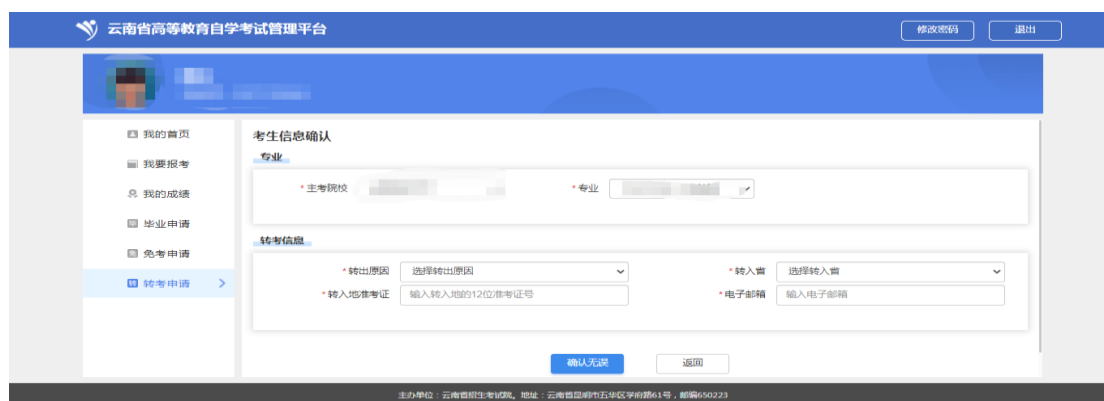 云南省高等教育自学考试管理平台 修改密码 退出
我的首页
我要报考
我的成绩
毕业申请
免考申请
转考申请 >
考生信息确认
专业
*主考院校 *专业
转考信息
*转出原因 选择转出原因 *转入省 选择转入省
*转入地准考证 输入转入地的12位准考证号 *电子邮箱 输入电子邮箱
确认无误 返回
主办单位：云南省招生考试院，地址：云南省昆明市五华区学府路61号，邮编650223